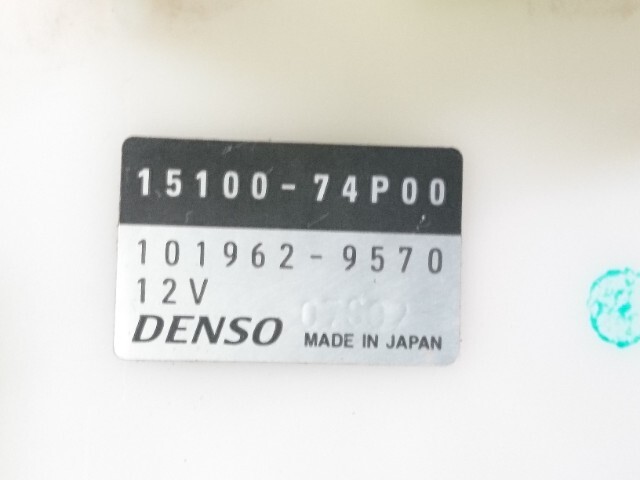 15100-74P00
101962-9570
12V
DENSO MADE IN JAPAN